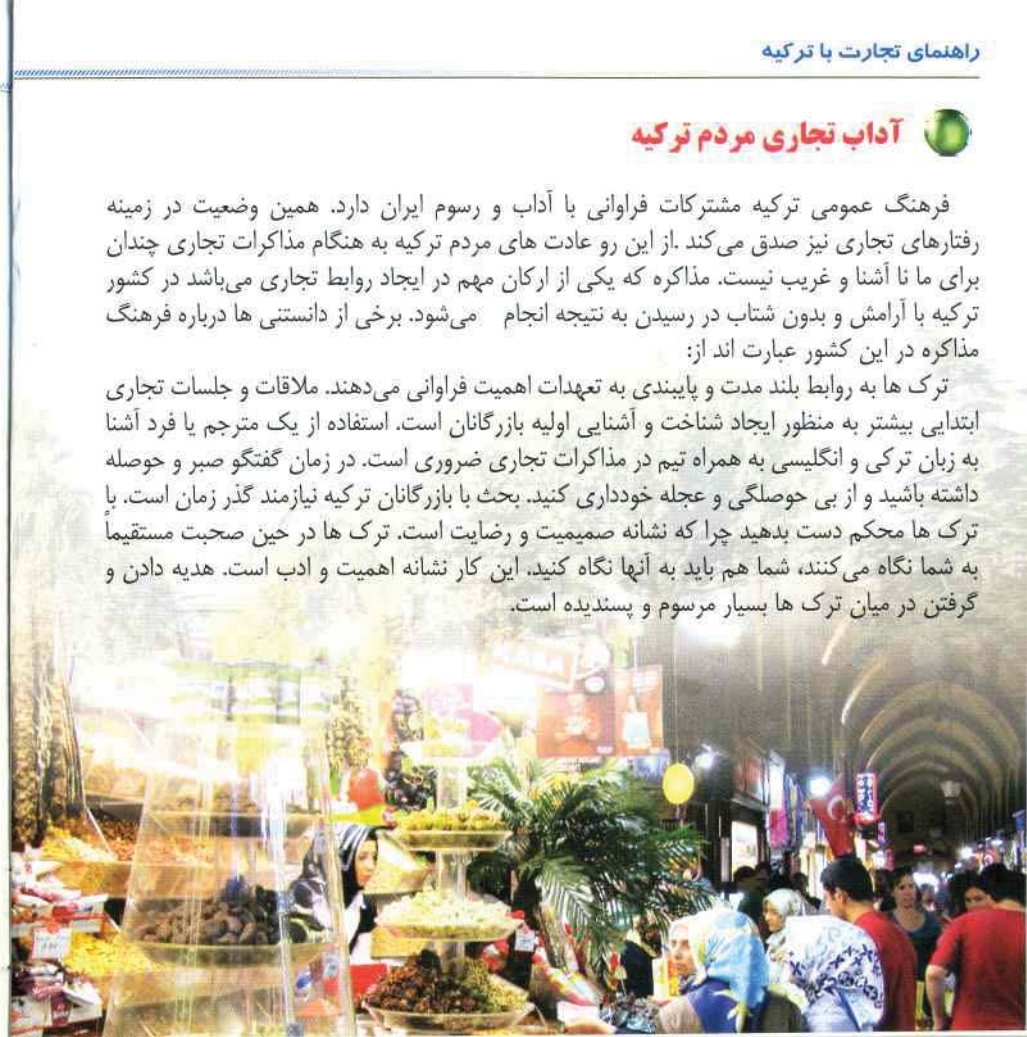 راهنمای تجارت با ترکیه
آداب تجاری مردم ترکیه
فرهنگ عمومی ترکیه مشترکات فراوانی با آداب و رسوم ایران دارد. همین وضعیت در زمینه
رفتارهای تجاری نیز صدق می‌کند .از این رو عادت های مردم ترکیه به هنگام مذاکرات تجاری چندان
برای ما نا آشنا و غریب نیست. مذاکره که یکی از ارکان مهم در ایجاد روابط تجاری می‌باشد در کشور
ترکیه با آرامش و بدون شتاب در رسیدن به نتیجه انجام می‌شود. برخی از دانستنی ها درباره فرهنگ
مذاکره در این کشور عبارت اند از:
ترک ها به روابط بلند مدت و پایبندی به تعهدات اهمیت فراوانی می‌دهند. ملاقات و جلسات تجاری
ابتدایی بیشتر به منظور ایجاد شناخت و آشنایی اولیه بازرگانان است. استفاده از یک مترجم یا فرد آشنا
به زبان ترکی و انگلیسی به همراه تیم در مذاکرات تجاری ضروری است. در زمان گفتگو صبر و حوصله
داشته باشید و از بی حوصلگی و عجله خودداری کنید. بحث با بازرگانان ترکیه نیازمند گذر زمان است. با
ترک ها محکم دست بدهید چرا که نشانه صمیمیت و رضایت است. ترک ها در حین صحبت مستقیماً
به شما نگاه می‌کنند، شما هم باید به آنها نگاه کنید. این کار نشانه اهمیت و ادب است. هدیه دادن و
گرفتن در میان ترک ها بسیار مرسوم و پسندیده است.